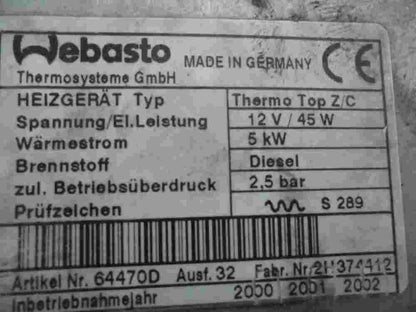 Webasto MADE IN GERMANY CE
Thermosysteme GmbH
HEIZGERÄT Typ Thermo Top Z/C
Spannung/El.Leistung 12 V / 45 W
Wärmestrom 5 kW
Brennstoff Diesel
zul. Betriebsüberdruck 2,5 bar
Prüfzeichen S 289
Artikel Nr. 64470D Ausf. 32 Fabr. Nr.
Inbetriebnahmejahr 2000 2001 2002